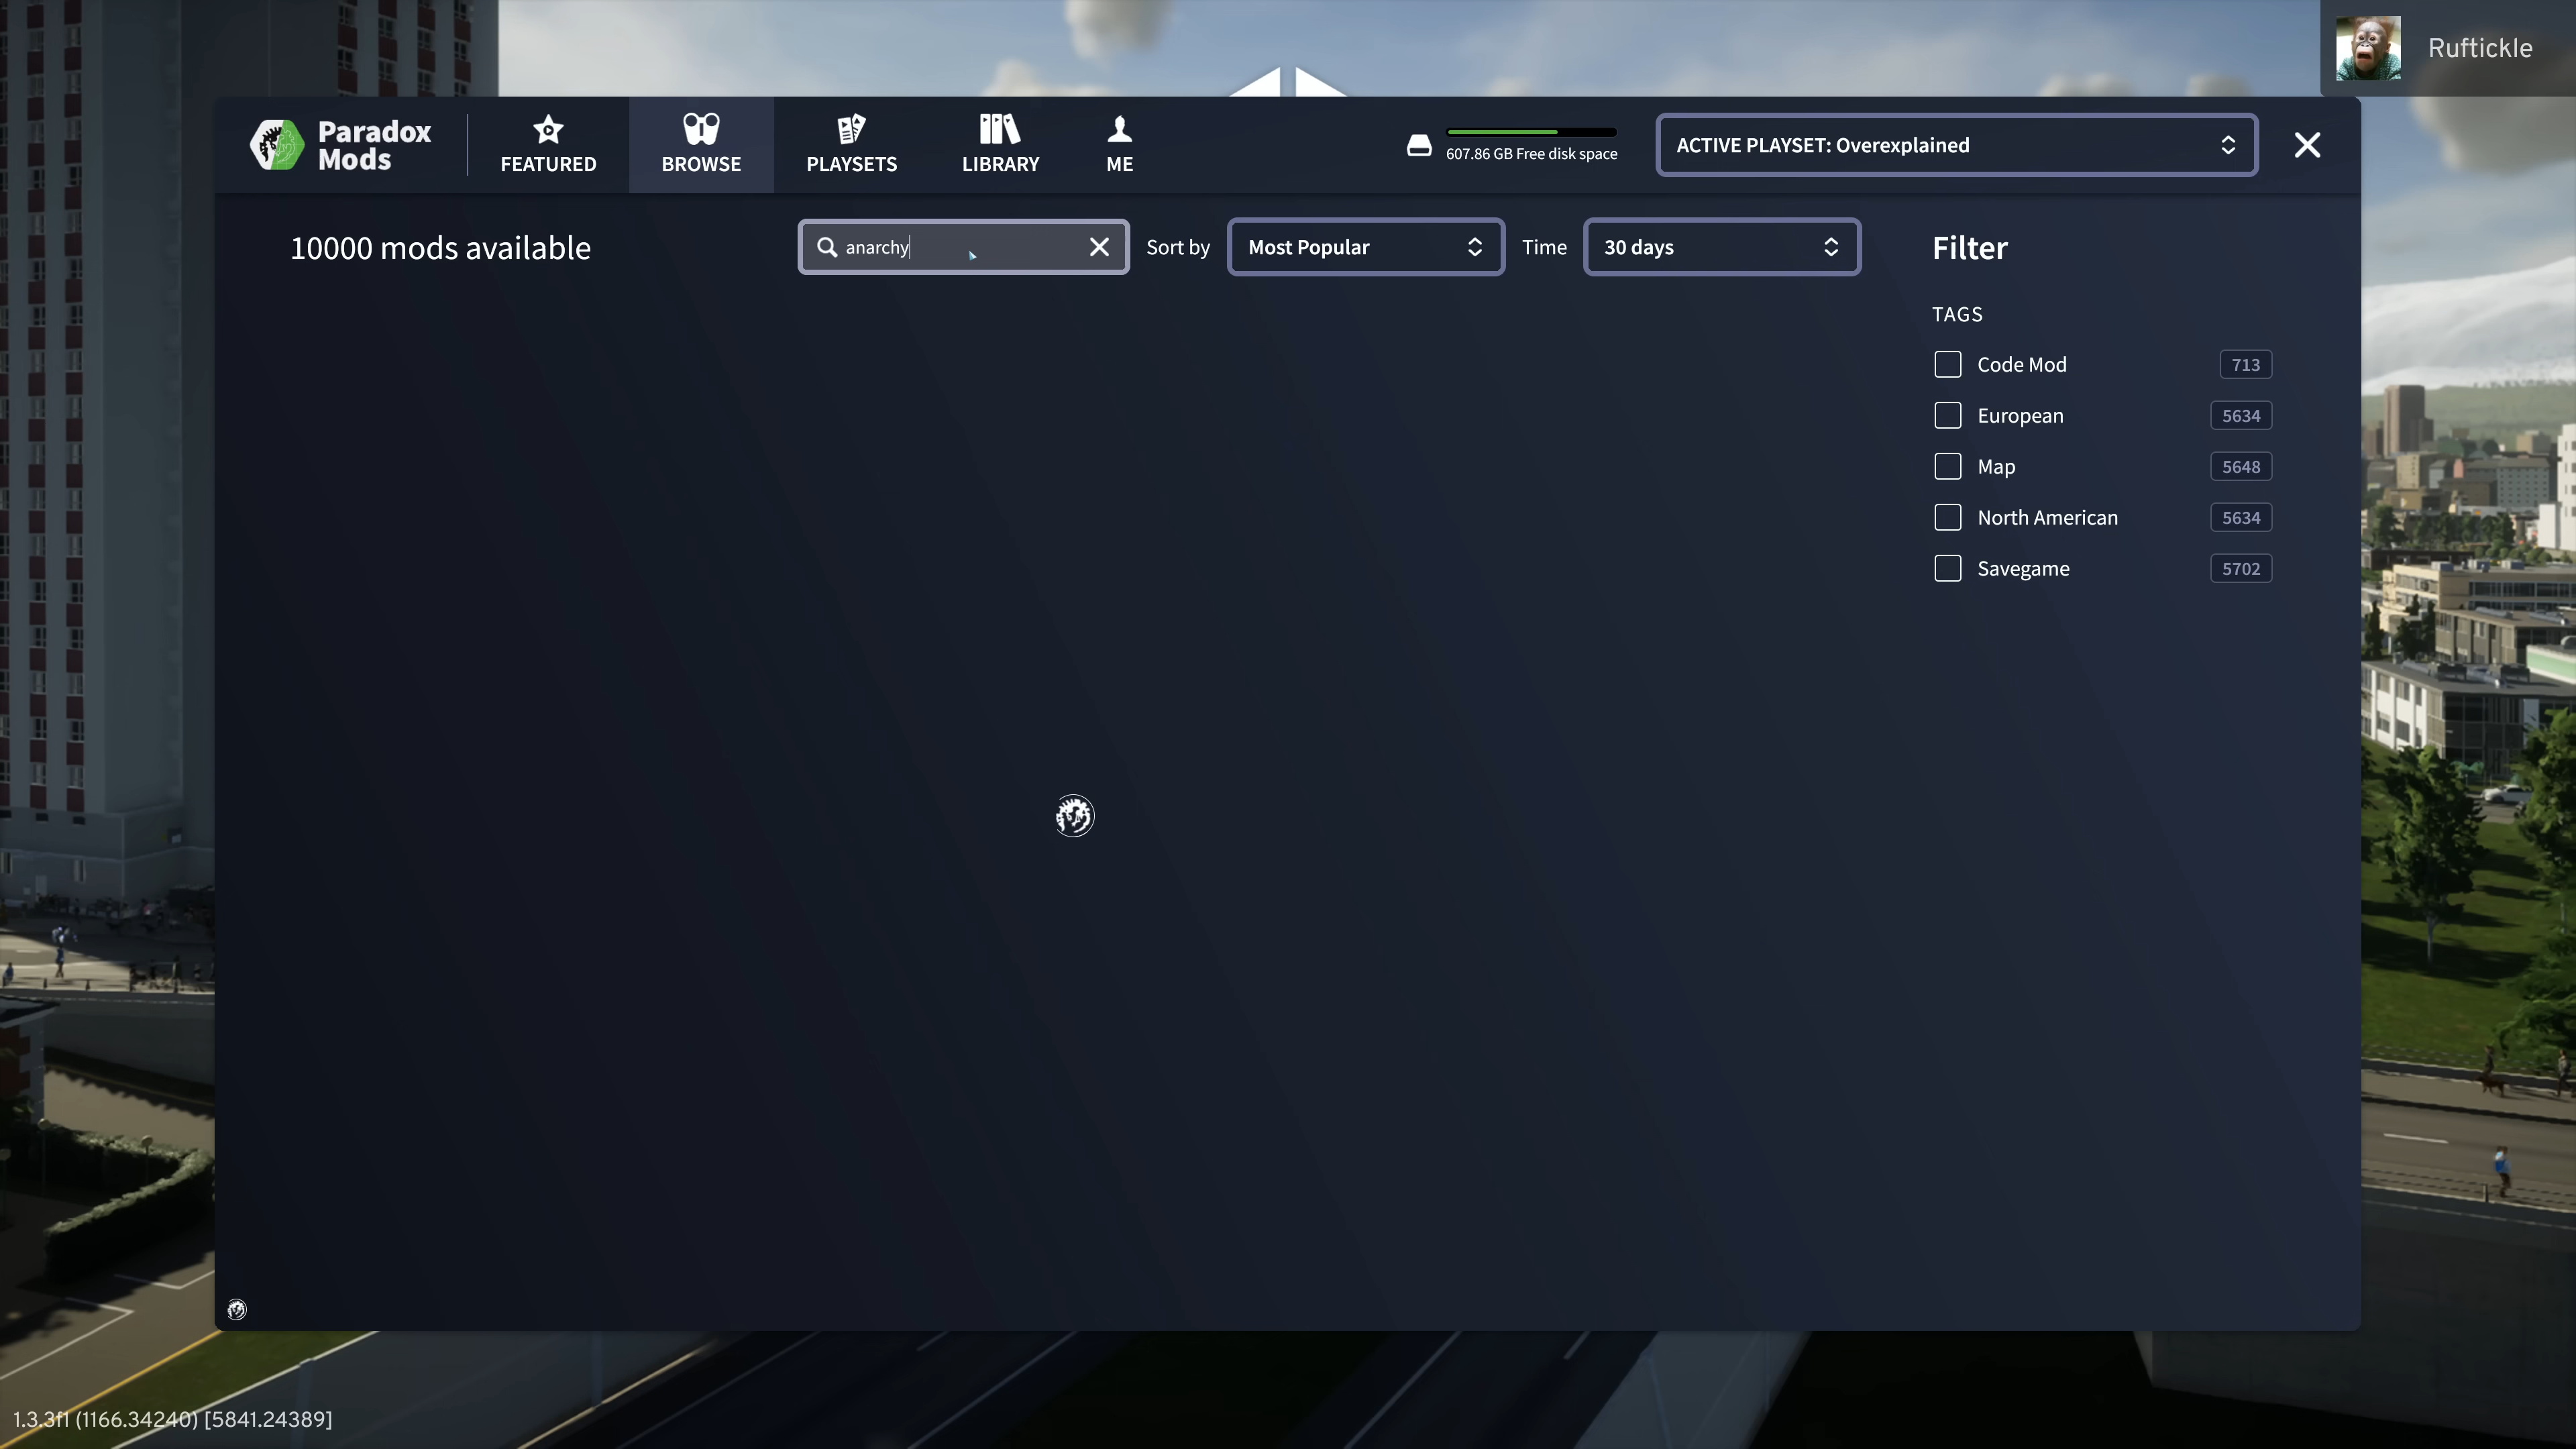 Ruftickle
Paradox
Mods
FEATURED
BROWSE
PLAYSETS
LIBRARY
ME
607.86 GB Free disk space
ACTIVE PLAYSET: Overexplained
10000 mods available
anarchy
Sort by
Most Popular
Time
30 days
Filter
TAGS
Code Mod
713
European
5634
Map
5648
North American
5634
Savegame
5702
1.3.3f1 (1166.34240) [5841.24389]